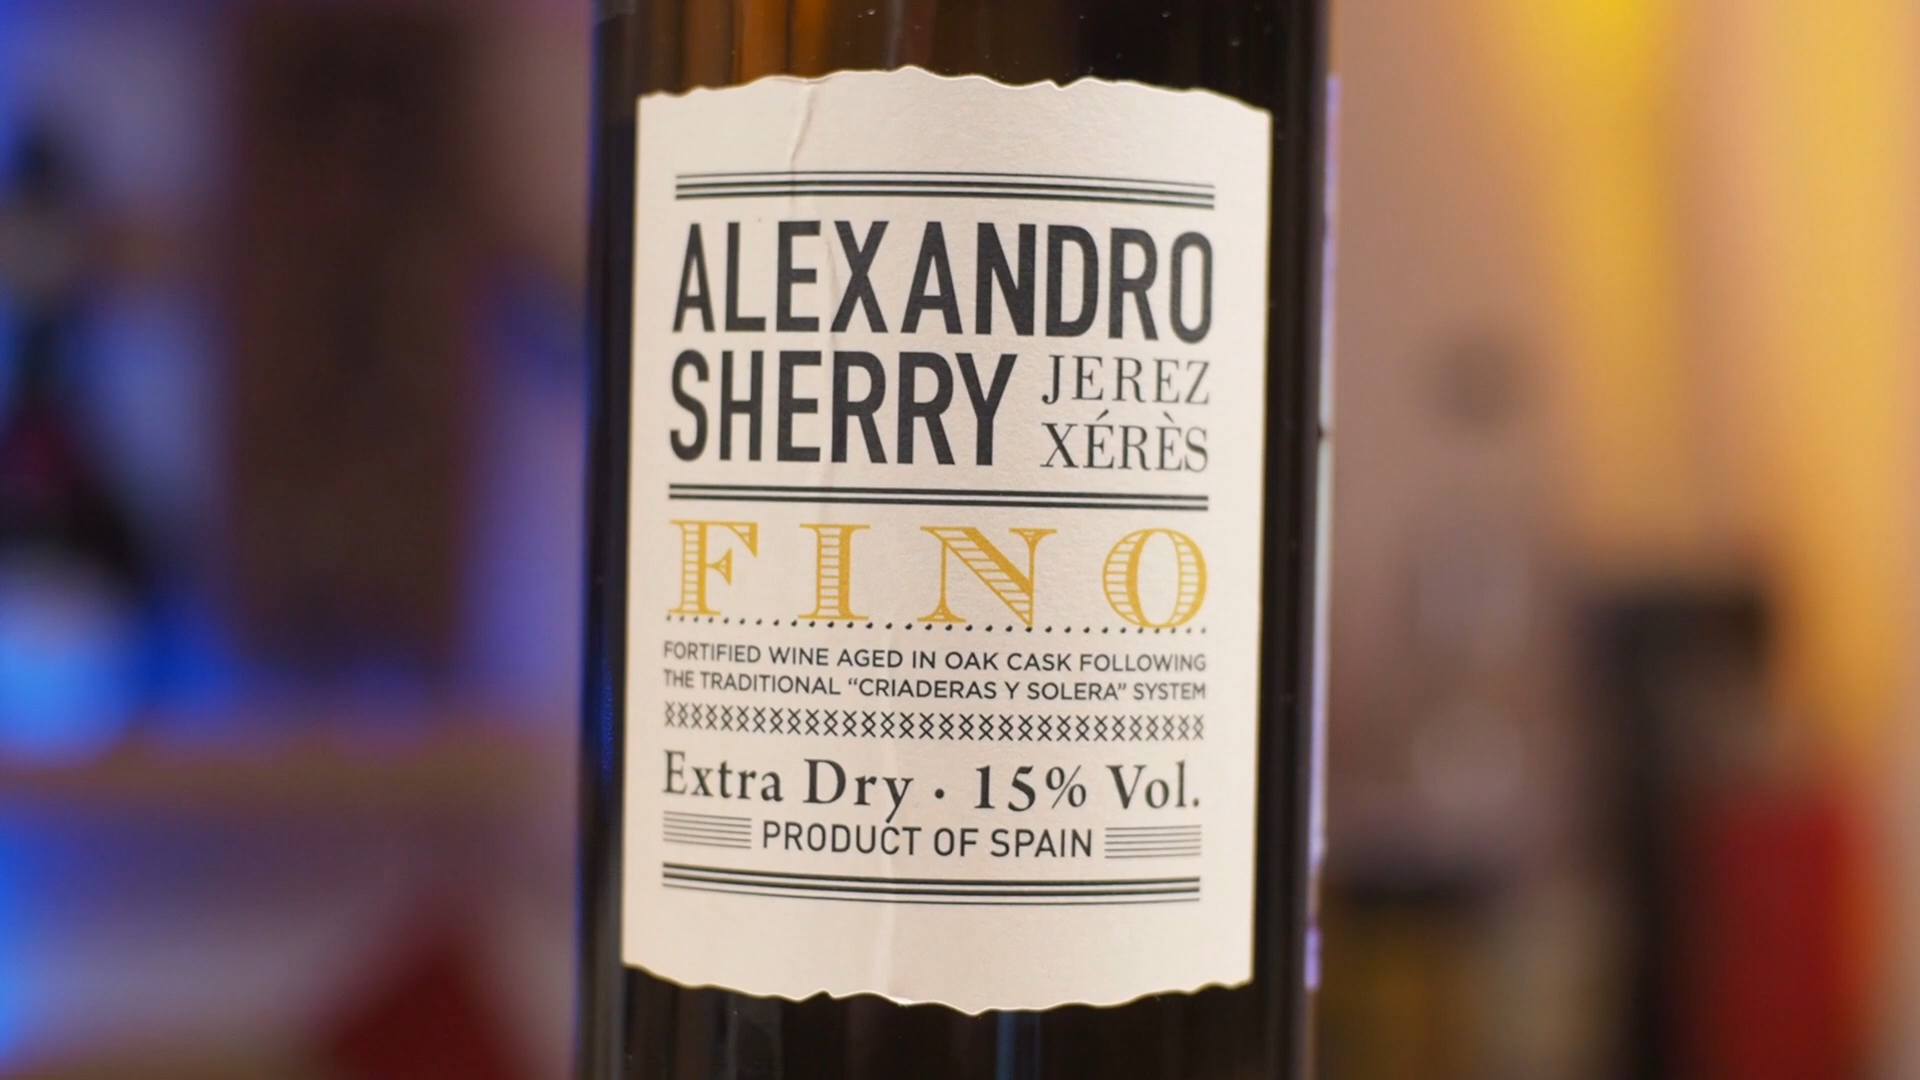 ALEXANDRO
SHERRY JEREZ
XÉRÈS
FINO
FORTIFIED WINE AGED IN OAK CASK FOLLOWING
THE TRADITIONAL “CRIADERAS Y SOLERA” SYSTEM
Extra Dry · 15% Vol.
PRODUCT OF SPAIN